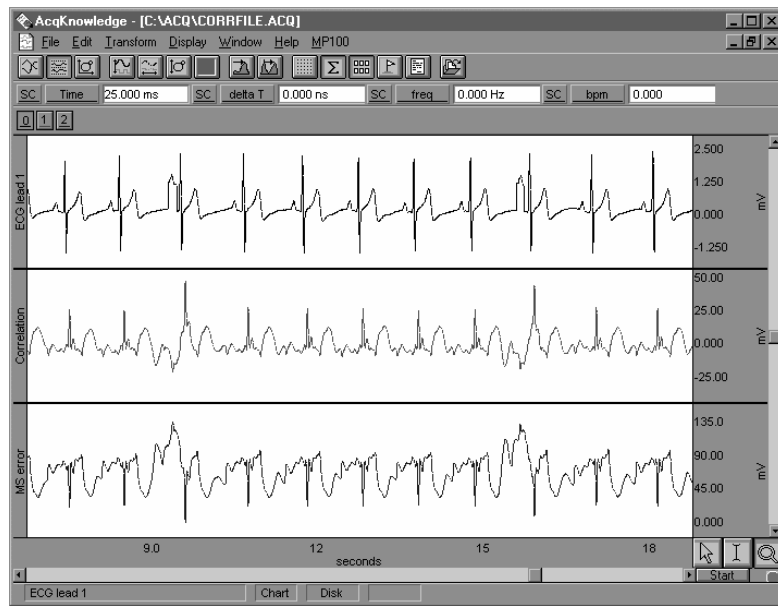 AcqKnowledge - [C:\ACQ\CORRFILE.ACQ]
File Edit Transform Display Window Help MP100
SC Time 25.000 ms SC delta T 0.000 ns SC freq 0.000 Hz SC bpm 0.000
0 1 2
ECG lead 1
2.500
1.250
0.000
-1.250
mV
Correlation
50.00
25.00
0.000
-25.00
mV
MS error
135.0
90.00
45.00
0.000
mV
9.0 12 15 18
seconds
Start
ECG lead 1 Chart Disk